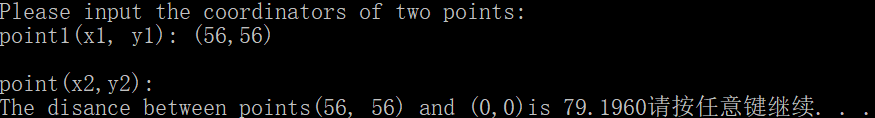 Please input the coordinators of two points:
point1(x1, y1): (56,56)
point(x2,y2):
The disance between points(56, 56) and (0,0)is 79.1960请按任意键继续. . .